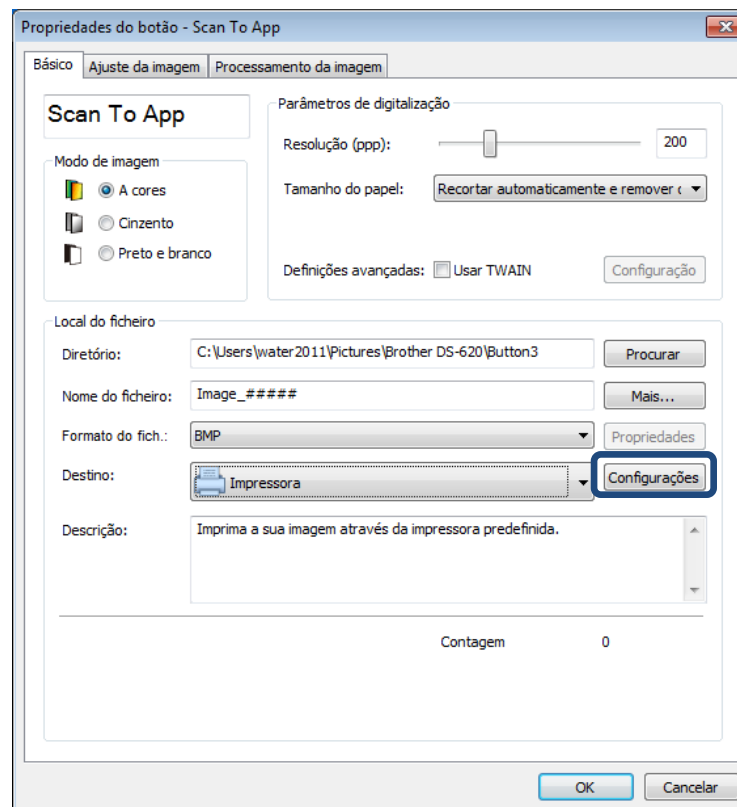 Propriedades do botão - Scan To App
Básico Ajuste da imagem Processamento da imagem
Scan To App
Modo de imagem
A cores
Cinzento
Preto e branco
Parâmetros de digitalização
Resolução (ppp): 200
Tamanho do papel: Recortar automaticamente e remover
Definições avançadas: Usar TWAIN Configuração
Local do ficheiro
Diretório: C:\Users\water2011\Pictures\Brother DS-620\Button3 Procurar
Nome do ficheiro: Image_##### Mais...
Formato do fich.: BMP Propriedades
Destino: Impressora Configurações
Descrição: Imprima a sua imagem através da impressora predefinida.
Contagem 0
OK Cancelar